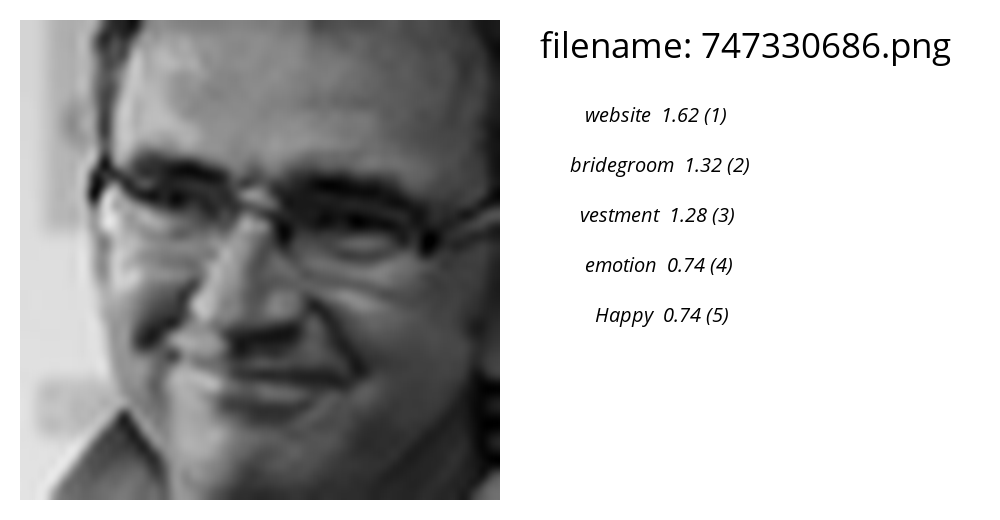 filename: 747330686.png
website 1.62 (1)
bridegroom 1.32 (2)
vestment 1.28 (3)
emotion 0.74 (4)
Happy 0.74 (5)